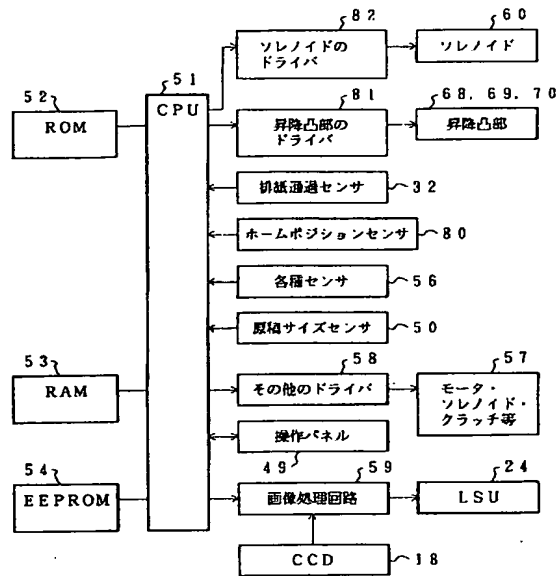 82
60
ソレノイドの
ドライバ
ソレノイド
51
52
CPU
81
68, 69, 70
ROM
昇降凸部の
ドライバ
昇降凸部
排紙通過センサ
32
ホームポジションセンサ
80
各種センサ
56
原稿サイズセンサ
50
53
58
57
RAM
その他のドライバ
モータ・
ソレノイド・
クラッチ等
操作パネル
54
49
59
24
EEPROM
画像処理回路
LSU
CCD
18